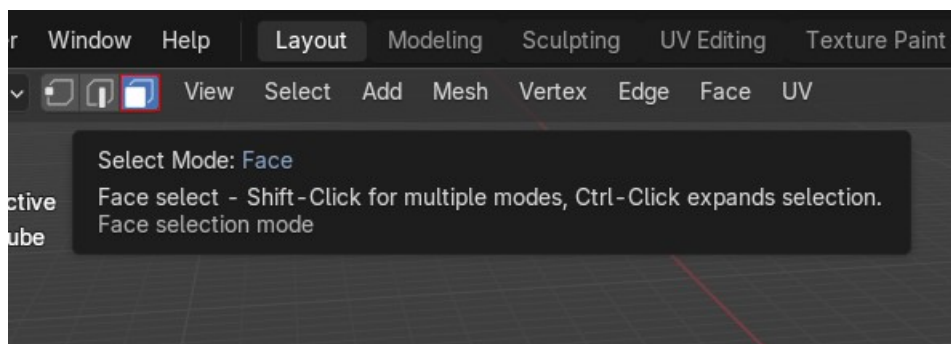 r Window Help Layout Modeling Sculpting UV Editing Texture Paint
View Select Add Mesh Vertex Edge Face UV
Select Mode: Face
ctive Face select - Shift-Click for multiple modes, Ctrl-Click expands selection.
Face selection mode
ube